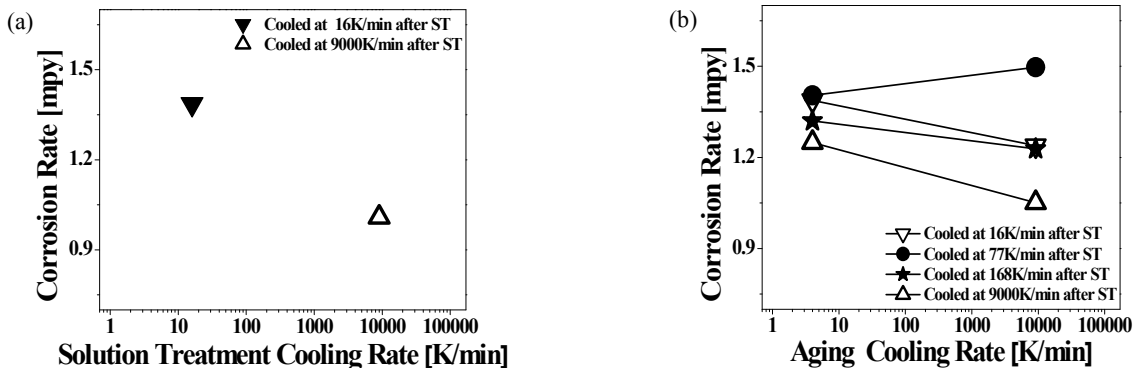 (a)
Corrosion Rate [mpy]
1.5
1.2
0.9
Cooled at 16K/min after ST
Cooled at 9000K/min after ST
1 10 100 1000 10000 100000
Solution Treatment Cooling Rate [K/min]
(b)
Corrosion Rate [mpy]
1.5
1.2
0.9
Cooled at 16K/min after ST
Cooled at 77K/min after ST
Cooled at 168K/min after ST
Cooled at 9000K/min after ST
1 10 100 1000 10000 100000
Aging Cooling Rate [K/min]